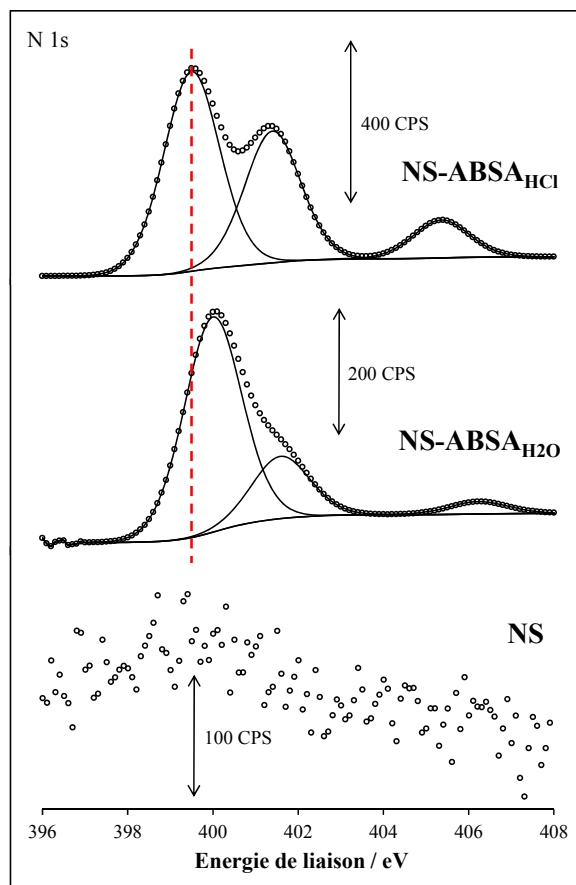 N 1s
400 CPS
NS-ABSA_HCl
200 CPS
NS-ABSA_H2O
NS
100 CPS
396 398 400 402 404 406 408
Energie de liaison / eV